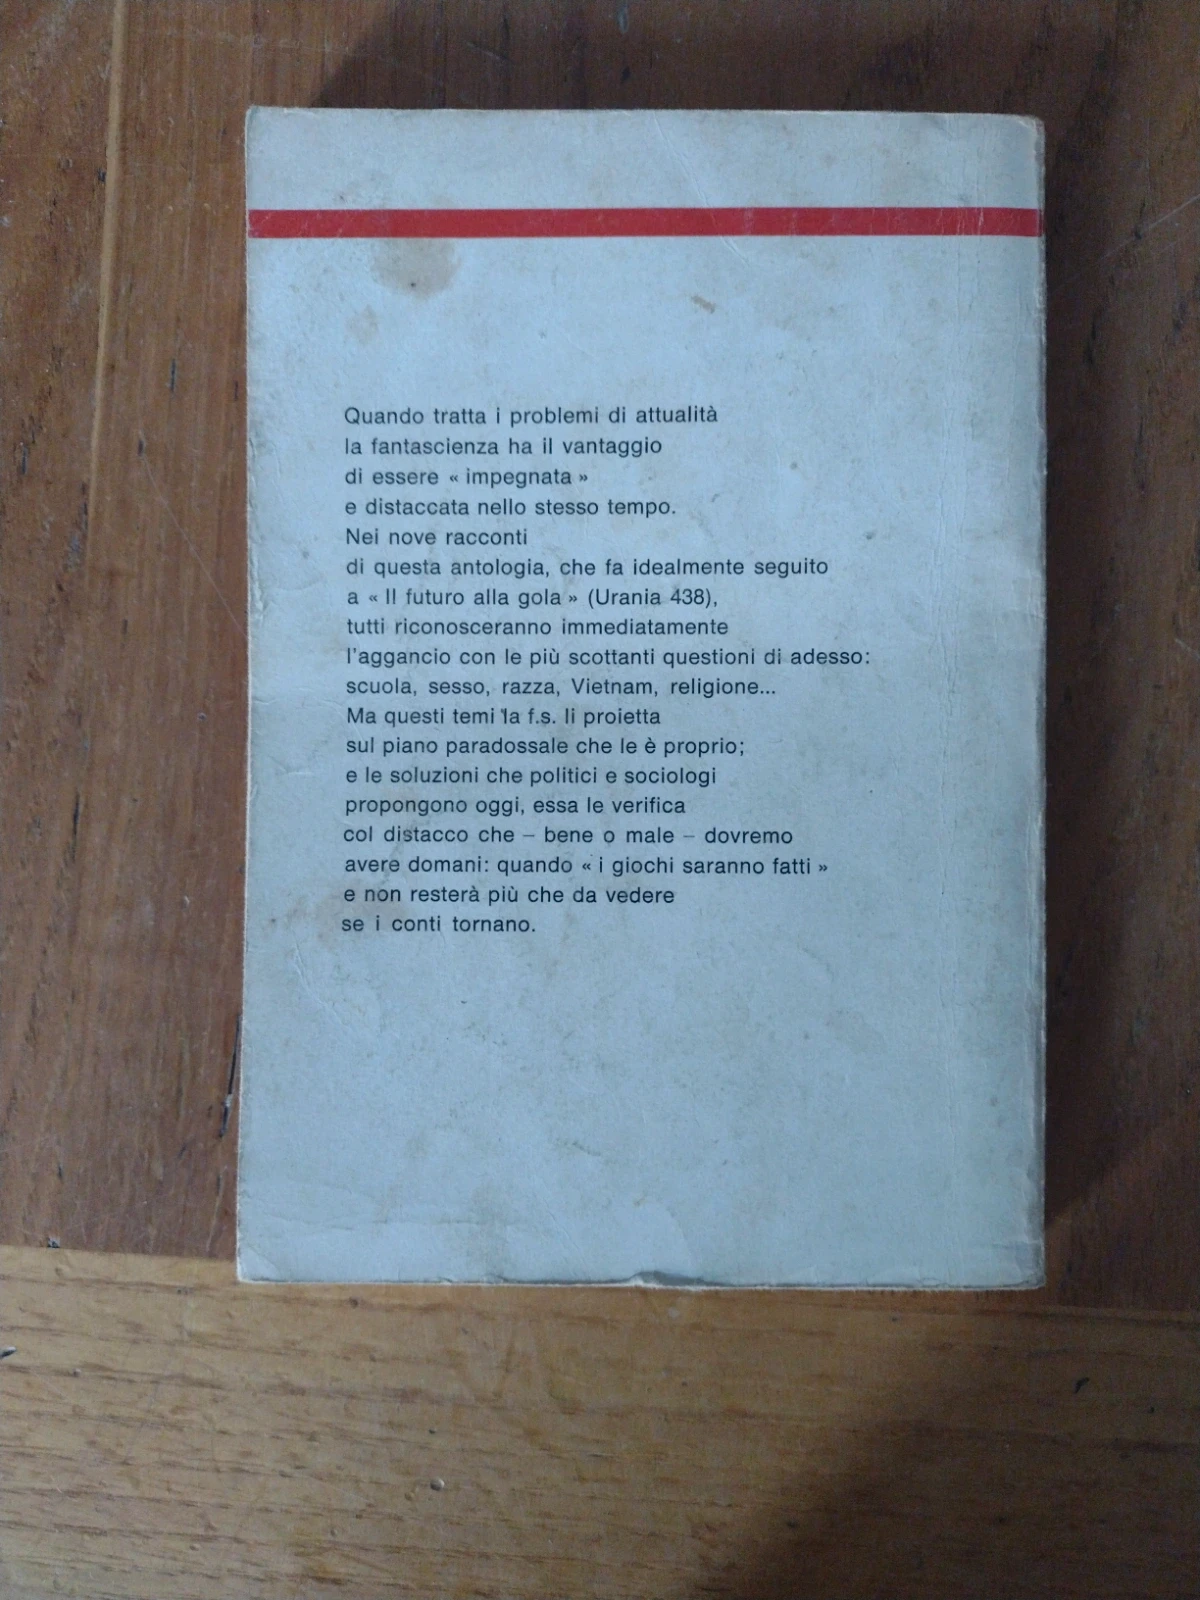 Quando tratta i problemi di attualità
la fantascienza ha il vantaggio
di essere « impegnata »
e distaccata nello stesso tempo.
Nei nove racconti
di questa antologia, che fa idealmente seguito
a « Il futuro alla gola » (Urania 438),
tutti riconosceranno immediatamente
l'aggancio con le più scottanti questioni di adesso:
scuola, sesso, razza, Vietnam, religione...
Ma questi temi la f.s. li proietta
sul piano paradossale che le è proprio;
e le soluzioni che politici e sociologi
propongono oggi, essa le verifica
col distacco che – bene o male – dovremo
avere domani: quando « i giochi saranno fatti »
e non resterà più che da vedere
se i conti tornano.